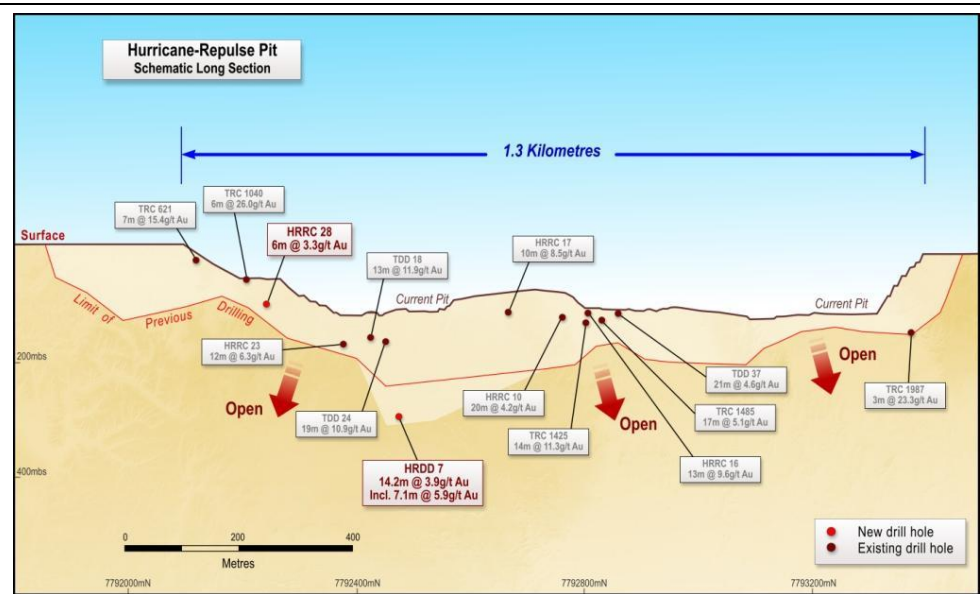 Hurricane-Repulse Pit
Schematic Long Section
1.3 Kilometres
TRC 621
7m @ 15.4g/t Au
TRC 1040
6m @ 26.0g/t Au
HRRC 28
6m @ 3.3g/t Au
Surface
TDD 18
13m @ 11.9g/t Au
HRRC 17
10m @ 8.5g/t Au
Current Pit
Current Pit
Limit of
Previous
Drilling
HRRC 23
12m @ 6.3g/t Au
200mbs
Open
TDD 24
19m @ 10.9g/t Au
HRRC 10
20m @ 4.2g/t Au
Open
TDD 37
21m @ 4.6g/t Au
Open
TRC 1987
3m @ 23.3g/t Au
TRC 1485
17m @ 5.1g/t Au
TRC 1425
14m @ 11.3g/t Au
HRRC 16
13m @ 9.6g/t Au
HRDD 7
14.2m @ 3.9g/t Au
Incl. 7.1m @ 5.9g/t Au
400mbs
0 200 400
Metres
New drill hole
Existing drill hole
7792000mN 7792400mN 7792800mN 7793200mN